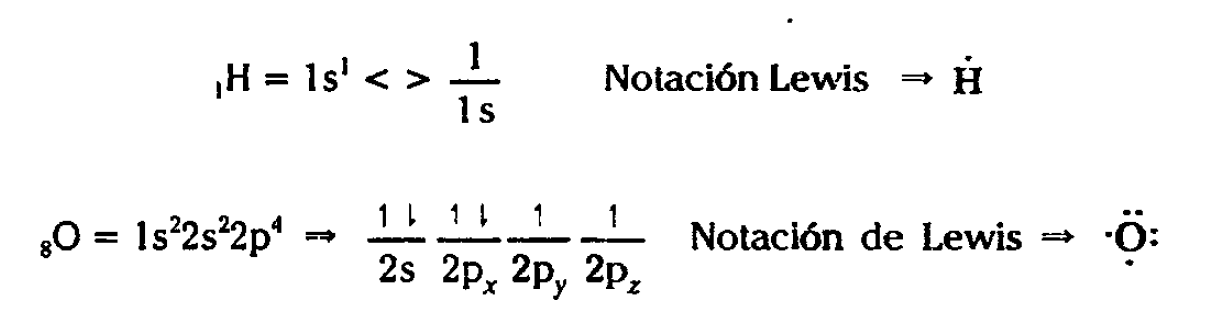 ₁H = 1s¹ < > 1/1s Notación Lewis ⇒ Ḣ
₈O = 1s²2s²2p⁴ ⇒ 1↓/2s 1↓/2pₓ 1/2p_y 1/2p_z Notación de Lewis ⇒ ·Ö: